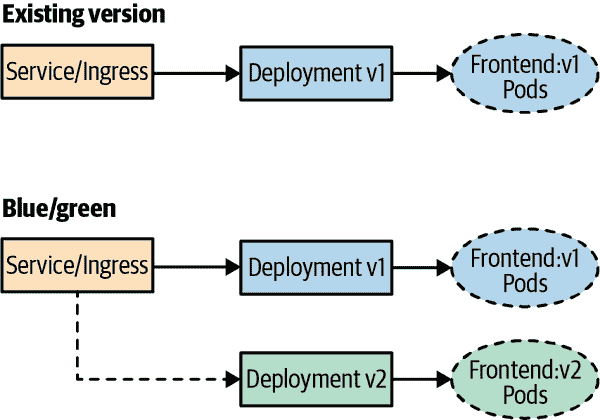 Existing version
Service/Ingress
Deployment v1
Frontend:v1
Pods
Blue/green
Service/Ingress
Deployment v1
Frontend:v1
Pods
Deployment v2
Frontend:v2
Pods